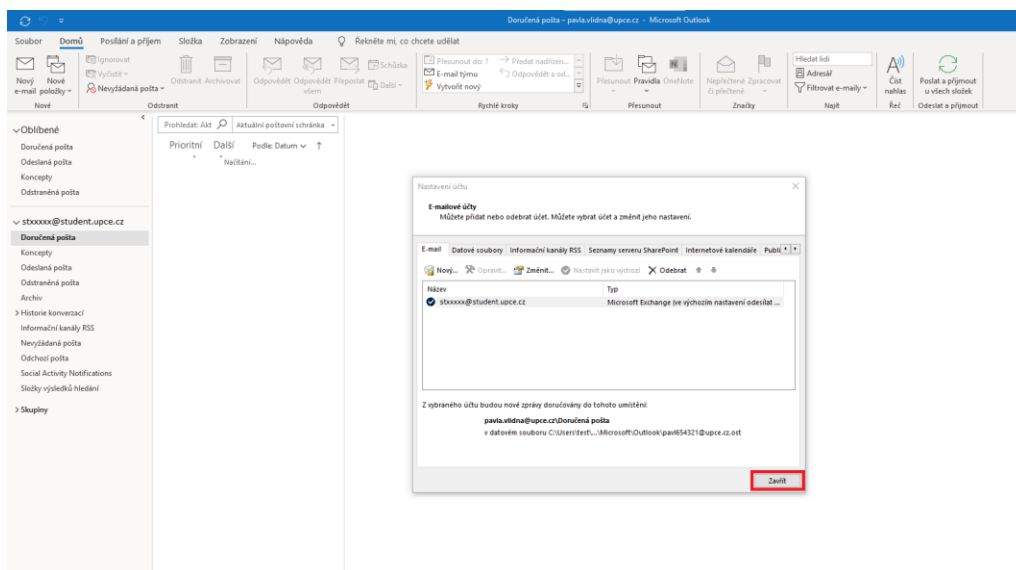 Doručená pošta – pavla.vlidna@upce.cz - Microsoft Outlook
Soubor Domů Posílání a příjem Složka Zobrazení Nápověda Řekněte mi, co chcete udělat
Nový e-mail
Nové položky
Ignorovat
Vyčistit
Nevyžádaná pošta
Odstranit Archivovat
Odpovědět Odpovědět všem Přeposlat
Schůzka
Další
Přesunout do: ?
E-mail týmu
Vytvořit nový
Předat nadřízen...
Odpovědět a od...
Přesunout Pravidla OneNote
Nepřečtené či přečtené
Zpracovat
Hledat lidi
Adresář
Filtrovat e-maily
Číst nahlas
Poslat a přijmout u všech složek
Nové Odstranit Odpovědět Rychlé kroky Přesunout Značky Najít Řeč Odeslat a přijmout
Oblíbené
Doručená pošta
Odeslaná pošta
Koncepty
Odstraněná pošta
stxxxxx@student.upce.cz
Doručená pošta
Koncepty
Odeslaná pošta
Odstraněná pošta
Archiv
Historie konverzací
Informační kanály RSS
Nevyžádaná pošta
Odchozí pošta
Social Activity Notifications
Složky výsledků hledání
Skupiny
Prohledat: Akt Aktuální poštovní schránka
Prioritní Další Podle: Datum
Načítání...
Nastavení účtu
E-mailové účty
Můžete přidat nebo odebrat účet. Můžete vybrat účet a změnit jeho nastavení.
E-mail Datové soubory Informační kanály RSS Seznamy serveru SharePoint Internetové kalendáře Publi
Nový... Opravit... Změnit... Nastavit jako výchozí Odebrat
Název Typ
stxxxxx@student.upce.cz Microsoft Exchange (ve výchozím nastavení odesílat ...
Z vybraného účtu budou nové zprávy doručovány do tohoto umístění:
pavla.vlidna@upce.cz\Doručená pošta
v datovém souboru C:\Users\test\...\Microsoft\Outlook\pavl654321@upce.cz.ost
Zavřít